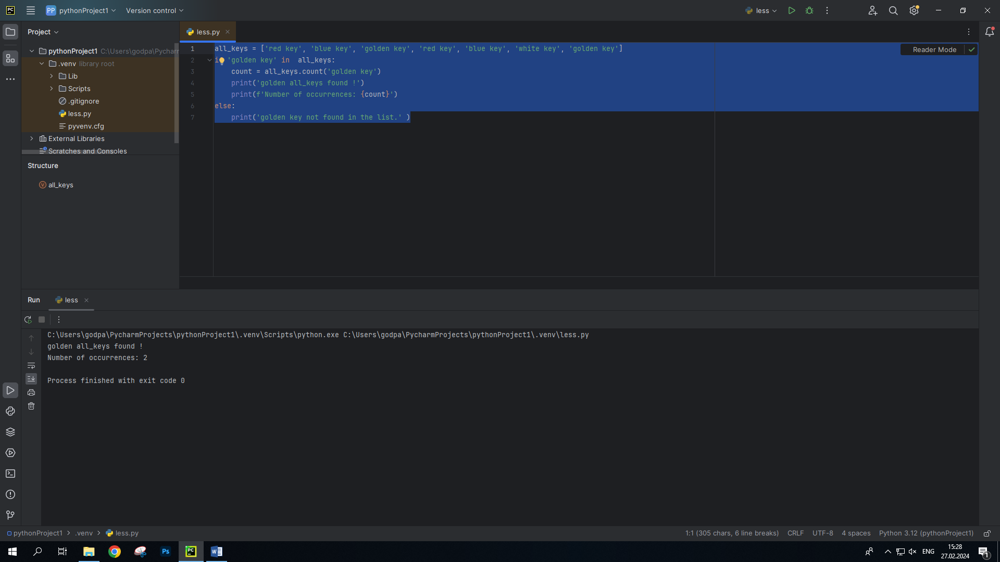 PC PP pythonProject1 Version control less
Project
less.py
pythonProject1 C:\Users\godpa\Pycharr
.venv library root
Lib
Scripts
.gitignore
less.py
pyvenv.cfg
External Libraries
Scratches and Consoles
Structure
V all_keys
Reader Mode
1 all_keys = ['red key', 'blue key', 'golden key', 'red key', 'blue key', 'white key', 'golden key']
2 i 'golden key' in  all_keys:
3     count = all_keys.count('golden key')
4     print('golden all_keys found !')
5     print(f'Number of occurrences: {count}')
6 else:
7     print('golden key not found in the list.' )
Run less
C:\Users\godpa\PycharmProjects\pythonProject1\.venv\Scripts\python.exe C:\Users\godpa\PycharmProjects\pythonProject1\.venv\less.py
golden all_keys found !
Number of occurrences: 2
Process finished with exit code 0
pythonProject1 > .venv > less.py 1:1 (305 chars, 6 line breaks) CRLF UTF-8 4 spaces Python 3.12 (pythonProject1)
Ps PC W ENG
15:28
27.02.2024
1